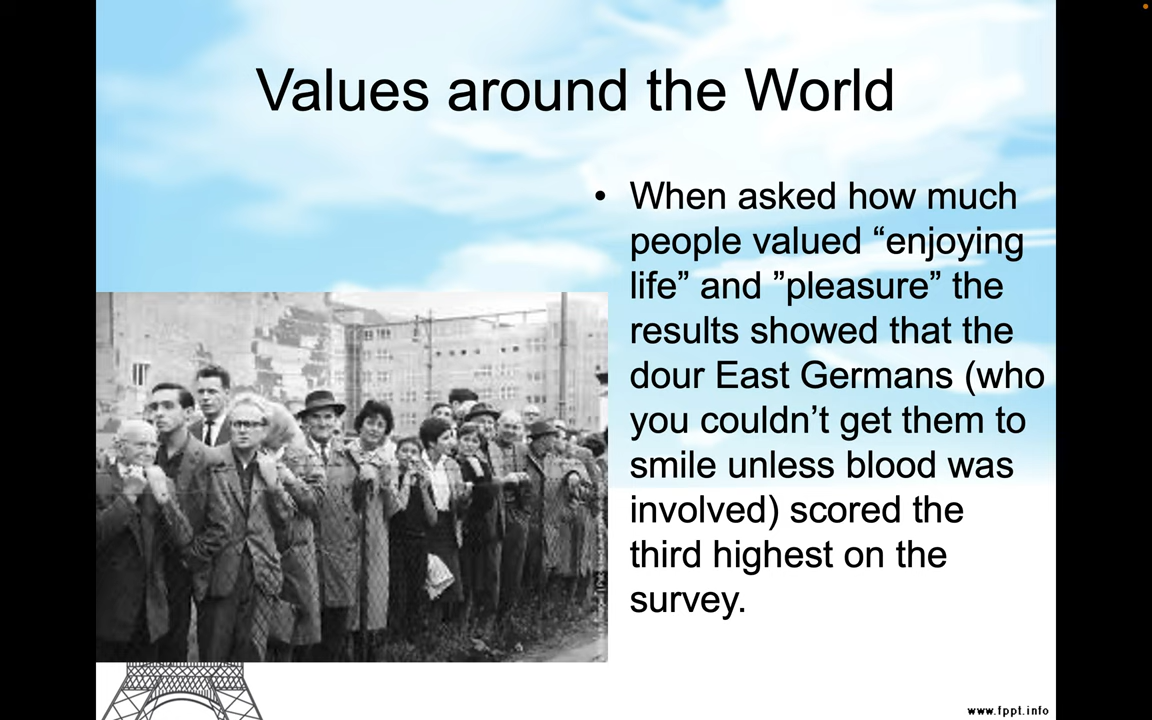 Values around the World
• When asked how much
people valued “enjoying
life” and ”pleasure” the
results showed that the
dour East Germans (who
you couldn’t get them to
smile unless blood was
involved) scored the
third highest on the
survey.
www.fppt.info